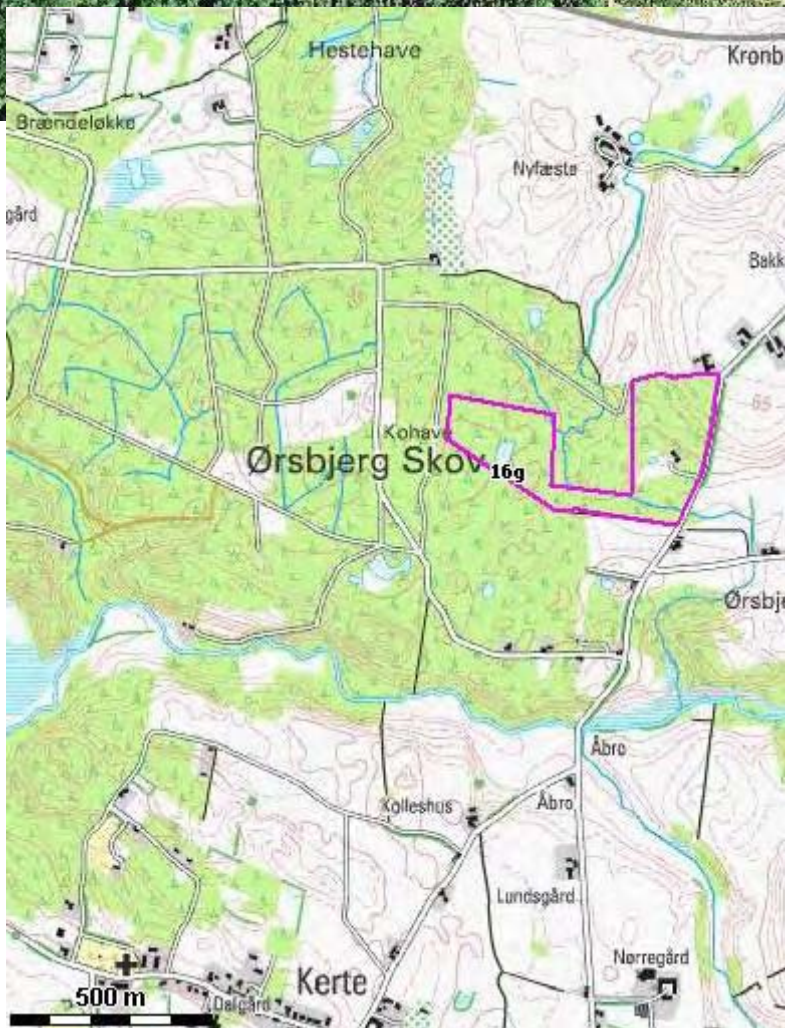 Hestehave
Kronb
Brændeløkke
Nyfæste
gård
Bakk
65
Kohave
Ørsbjerg Skov
16g
Ørsbje
Åbro
Kolleshus
Åbro
Lundsgård
Nørregård
Kerte
500 m
Dalgård